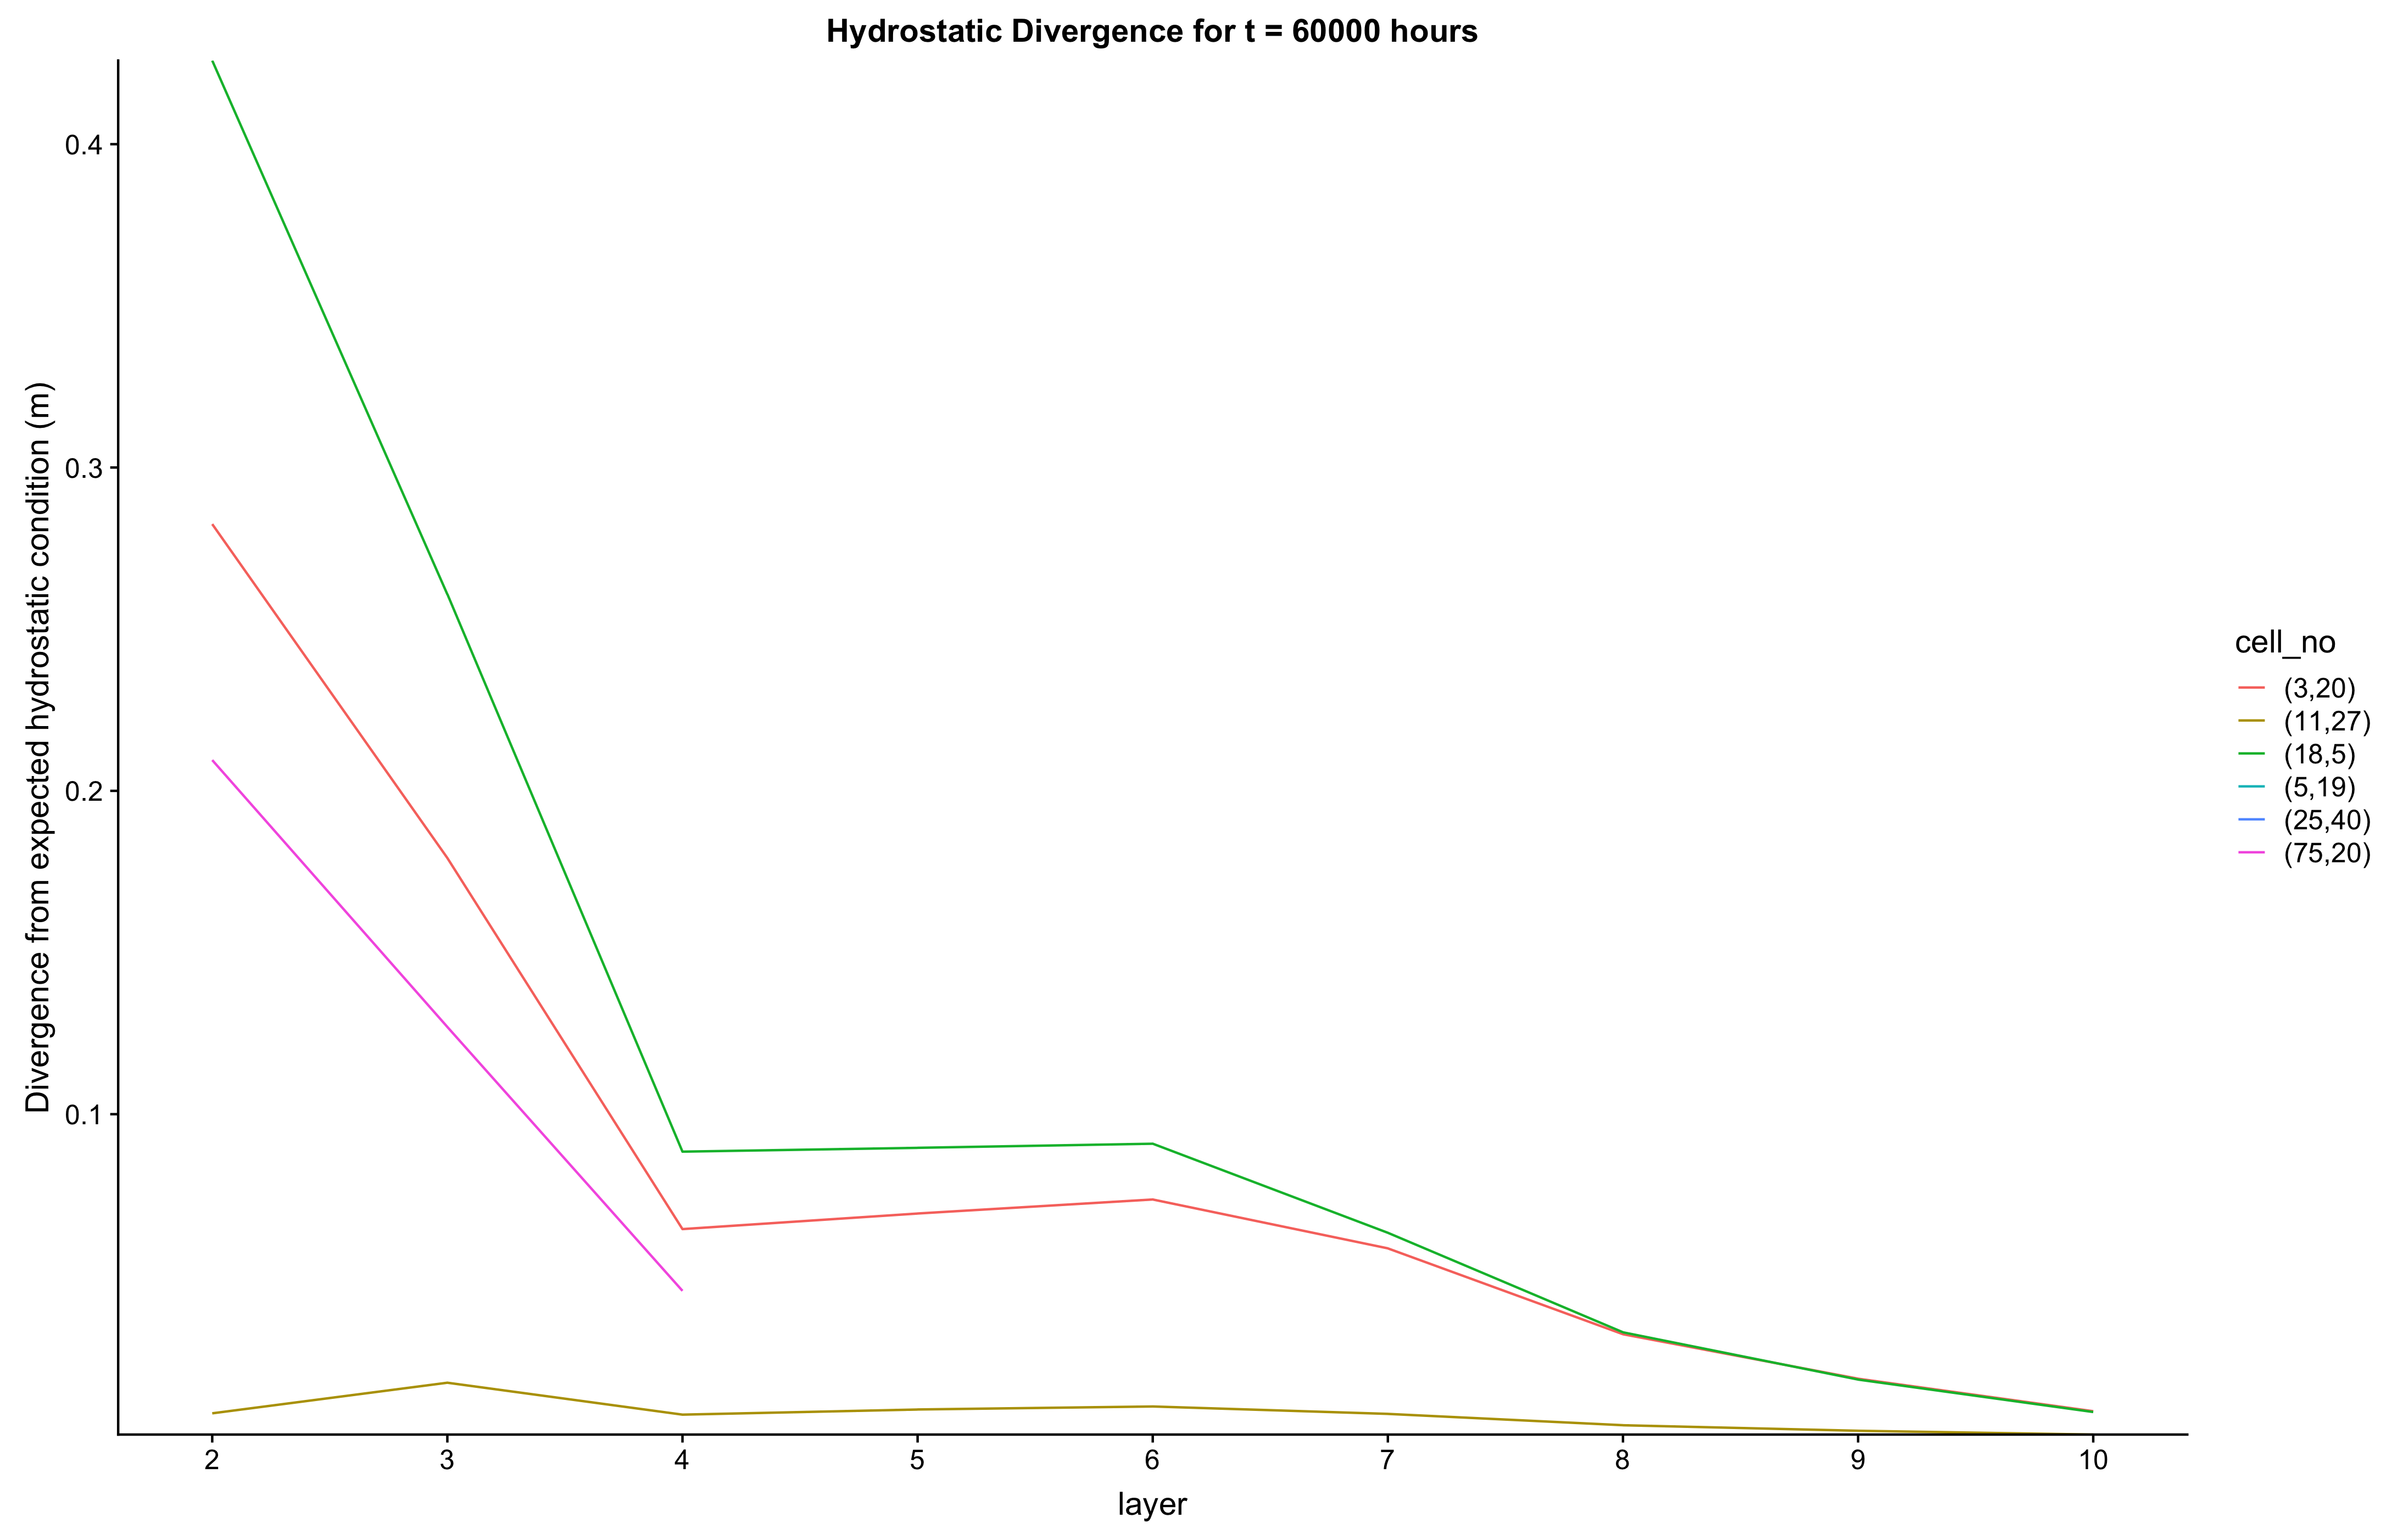 Hydrostatic Divergence for t = 60000 hours
Divergence from expected hydrostatic condition (m)
0.4
0.3
0.2
0.1
2 3 4 5 6 7 8 9 10
layer
cell_no
(3,20)
(11,27)
(18,5)
(5,19)
(25,40)
(75,20)